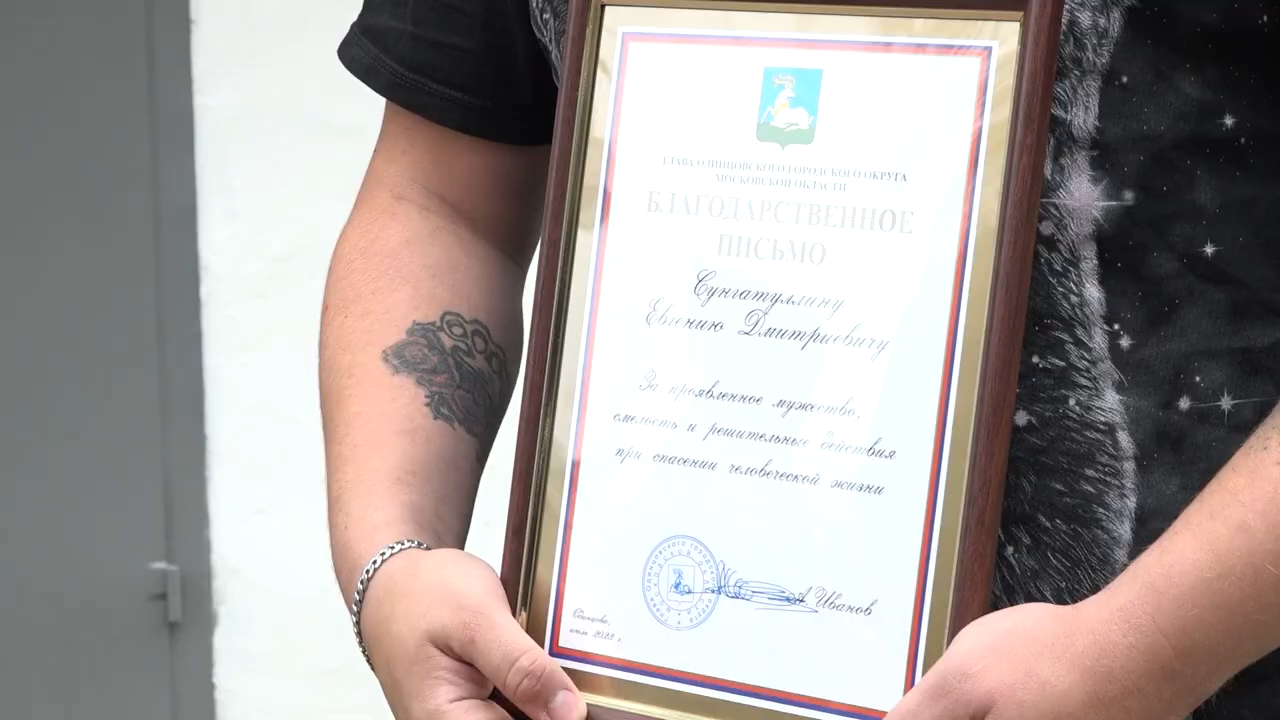 ГЛАВА ОДИНЦОВСКОГО ГОРОДСКОГО ОКРУГА
МОСКОВСКОЙ ОБЛАСТИ
БЛАГОДАРСТВЕННОЕ
ПИСЬМО
Сунгатуллину
Евгению Дмитриевичу
За проявленное мужество,
смелость и решительные действия
при спасении человеческой жизни
А Иванов
Одинцово,
2023 г.